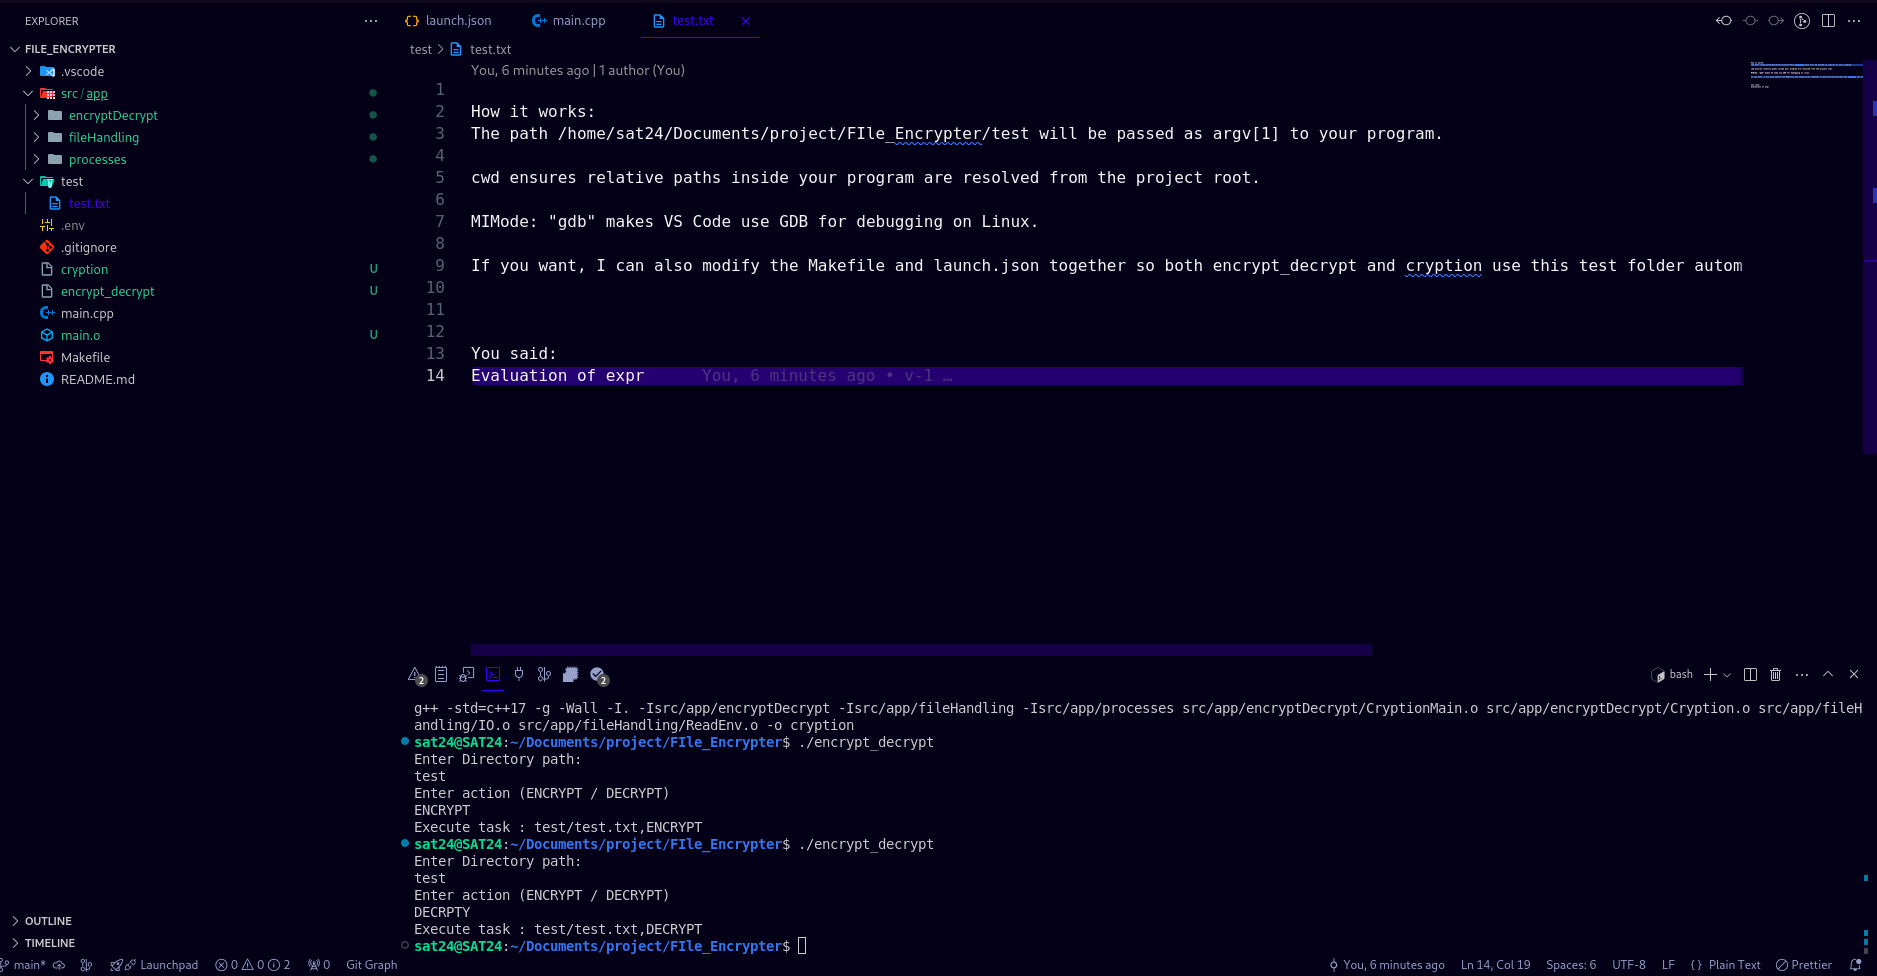 EXPLORER
FILE_ENCRYPTER
.vscode
src / app
encryptDecrypt
fileHandling
processes
test
test.txt
.env
.gitignore
cryption U
encrypt_decrypt U
main.cpp
main.o U
Makefile
README.md
OUTLINE
TIMELINE
launch.json main.cpp test.txt
test > test.txt
You, 6 minutes ago | 1 author (You)
1
2 How it works:
3 The path /home/sat24/Documents/project/FIle_Encrypter/test will be passed as argv[1] to your program.
4
5 cwd ensures relative paths inside your program are resolved from the project root.
6
7 MIMode: "gdb" makes VS Code use GDB for debugging on Linux.
8
9 If you want, I can also modify the Makefile and launch.json together so both encrypt_decrypt and cryption use this test folder autom
10
11
12
13 You said:
14 Evaluation of expr You, 6 minutes ago • v-1 …
2 2 bash
g++ -std=c++17 -g -Wall -I. -Isrc/app/encryptDecrypt -Isrc/app/fileHandling -Isrc/app/processes src/app/encryptDecrypt/CryptionMain.o src/app/encryptDecrypt/Cryption.o src/app/fileH
andling/IO.o src/app/fileHandling/ReadEnv.o -o cryption
sat24@SAT24:~/Documents/project/FIle_Encrypter$ ./encrypt_decrypt
Enter Directory path:
test
Enter action (ENCRYPT / DECRYPT)
ENCRYPT
Execute task : test/test.txt,ENCRYPT
sat24@SAT24:~/Documents/project/FIle_Encrypter$ ./encrypt_decrypt
Enter Directory path:
test
Enter action (ENCRYPT / DECRYPT)
DECRPTY
Execute task : test/test.txt,DECRYPT
sat24@SAT24:~/Documents/project/FIle_Encrypter$
main* Launchpad 0 0 2 0 Git Graph You, 6 minutes ago Ln 14, Col 19 Spaces: 6 UTF-8 LF {} Plain Text Prettier